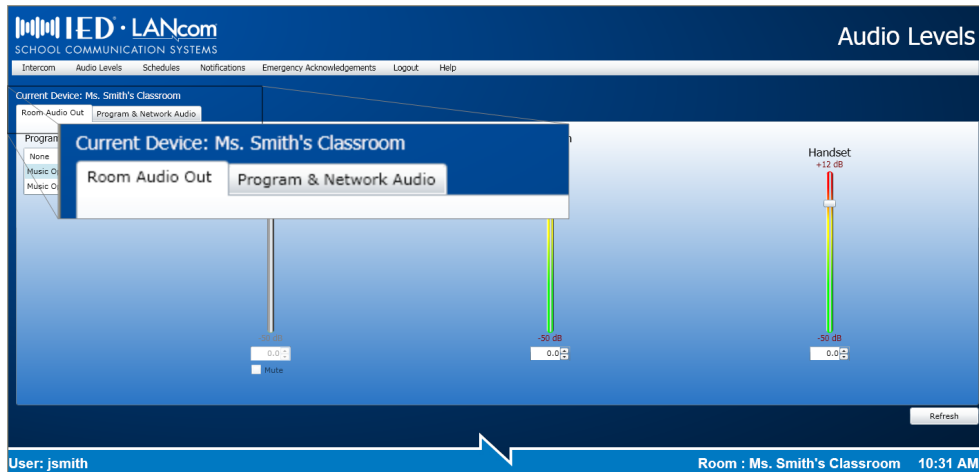 IED · LANcom
SCHOOL COMMUNICATION SYSTEMS
Audio Levels
Intercom Audio Levels Schedules Notifications Emergency Acknowledgements Logout Help
Current Device: Ms. Smith's Classroom
Room Audio Out Program & Network Audio
Program
None
Music
Music
Current Device: Ms. Smith's Classroom
Room Audio Out Program & Network Audio
Handset
+12 dB
-50 dB -50 dB
0.0 0.0 0.0
Mute
Refresh
User: jsmith Room : Ms. Smith's Classroom 10:31 AM